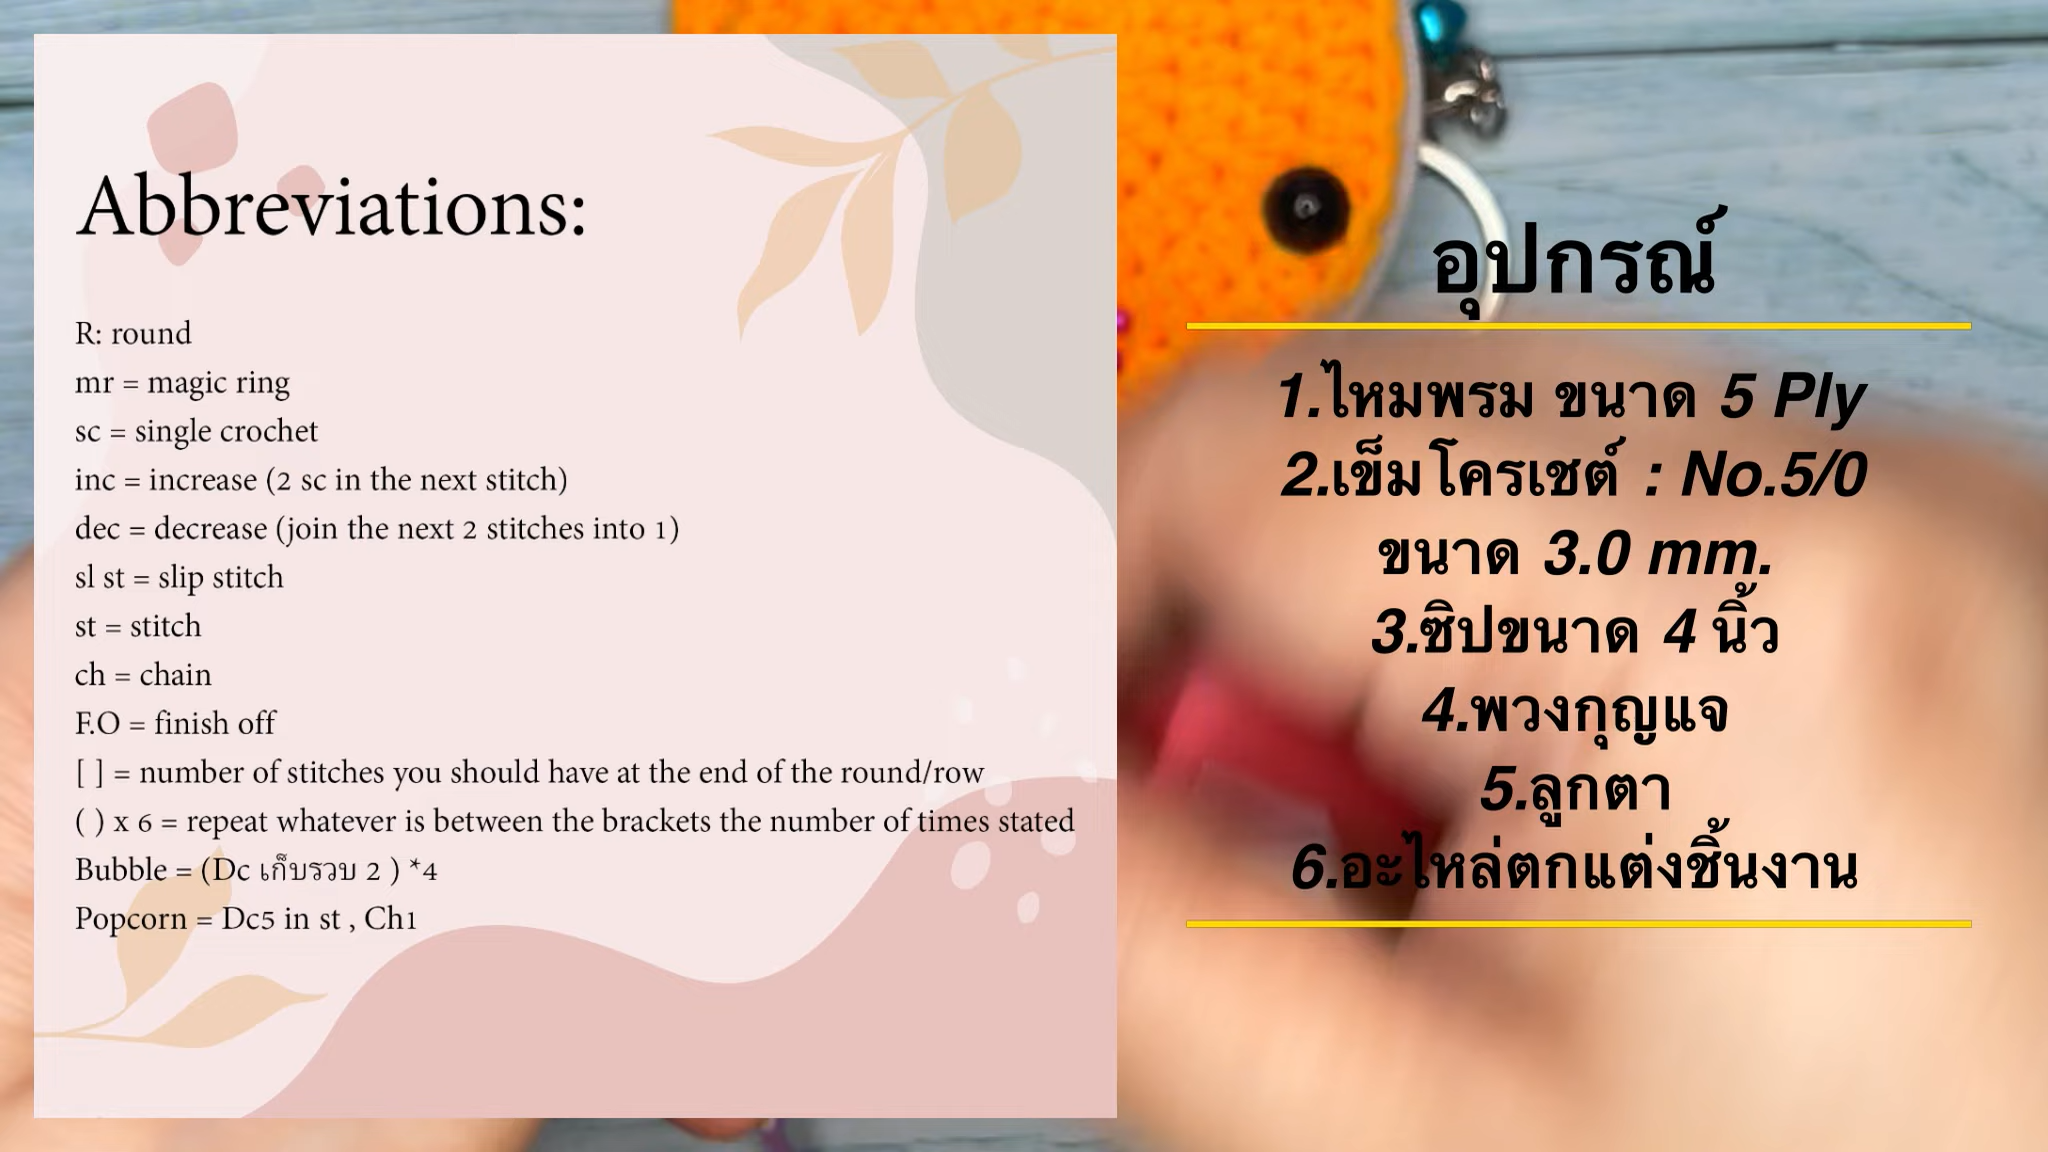 Abbreviations:
R: round
mr = magic ring
sc = single crochet
inc = increase (2 sc in the next stitch)
dec = decrease (join the next 2 stitches into 1)
sl st = slip stitch
st = stitch
ch = chain
F.O = finish off
[ ] = number of stitches you should have at the end of the round/row
( ) x 6 = repeat whatever is between the brackets the number of times stated
Bubble = (Dc เก็บรวบ 2 ) *4
Popcorn = Dc5 in st , Ch1
อุปกรณ์
1.ไหมพรม ขนาด 5 Ply
2.เข็มโครเชต์ : No.5/0
ขนาด 3.0 mm.
3.ซิปขนาด 4 นิ้ว
4.พวงกุญแจ
5.ลูกตา
6.อะไหล่ตกแต่งชิ้นงาน